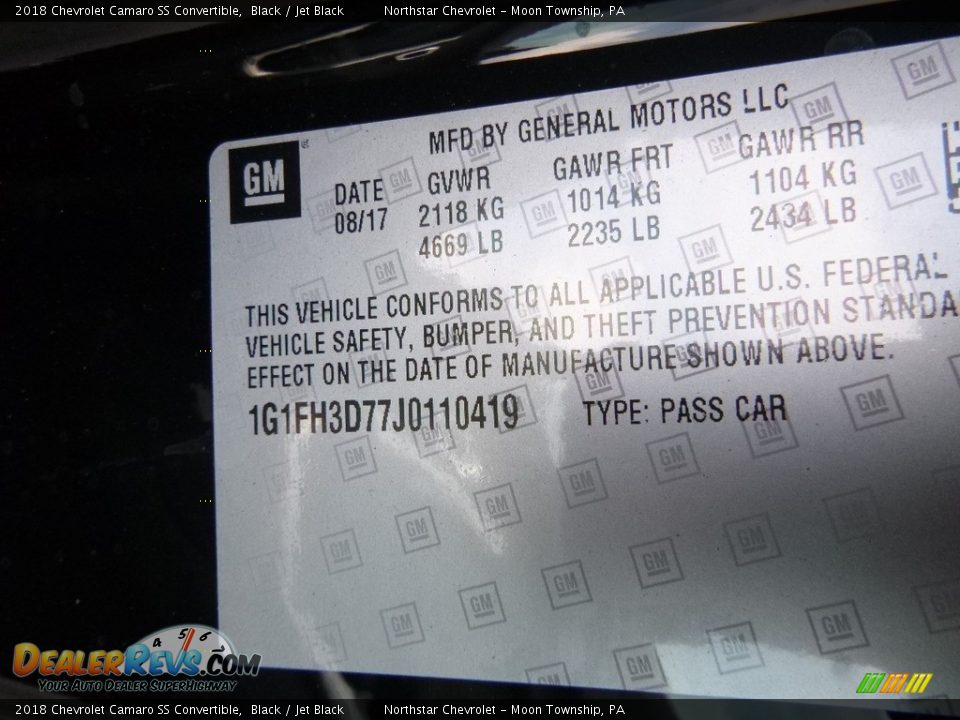 2018 Chevrolet Camaro SS Convertible, Black / Jet Black Northstar Chevrolet - Moon Township, PA
MFD BY GENERAL MOTORS LLC
GM
DATE GVWR GAWR FRT GAWR RR
08/17 2118 KG 1014 KG 1104 KG
4669 LB 2235 LB 2434 LB
THIS VEHICLE CONFORMS TO ALL APPLICABLE U.S. FEDERAL
VEHICLE SAFETY, BUMPER, AND THEFT PREVENTION STANDA
EFFECT ON THE DATE OF MANUFACTURE SHOWN ABOVE.
1G1FH3D77J0110419 TYPE: PASS CAR
4 5 6
DEALERREVS.COM
YOUR AUTO DEALER SUPERHIGHWAY
2018 Chevrolet Camaro SS Convertible, Black / Jet Black Northstar Chevrolet - Moon Township, PA